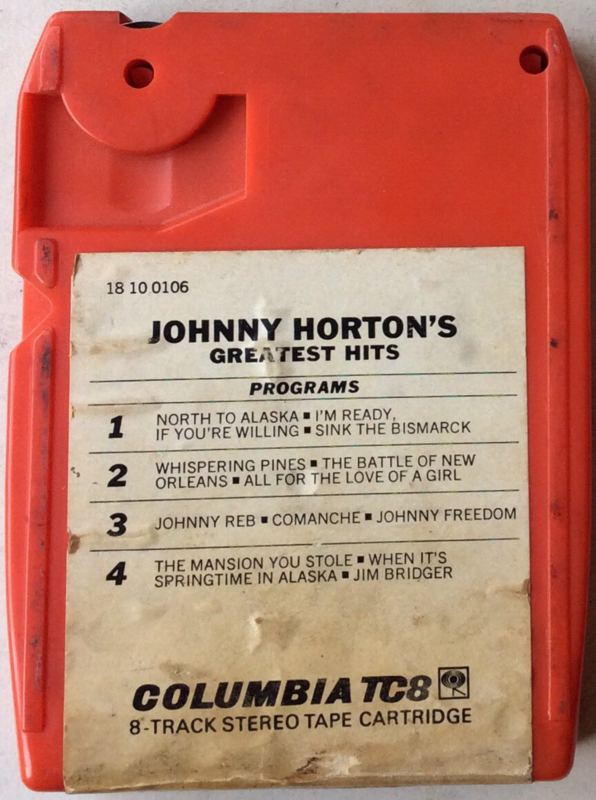 18 10 0106
JOHNNY HORTON'S
GREATEST HITS
PROGRAMS
1 NORTH TO ALASKA ▪ I'M READY,
IF YOU'RE WILLING ▪ SINK THE BISMARCK
2 WHISPERING PINES ▪ THE BATTLE OF NEW
ORLEANS ▪ ALL FOR THE LOVE OF A GIRL
3 JOHNNY REB ▪ COMANCHE ▪ JOHNNY FREEDOM
4 THE MANSION YOU STOLE ▪ WHEN IT'S
SPRINGTIME IN ALASKA ▪ JIM BRIDGER
COLUMBIA TC8
8-TRACK STEREO TAPE CARTRIDGE